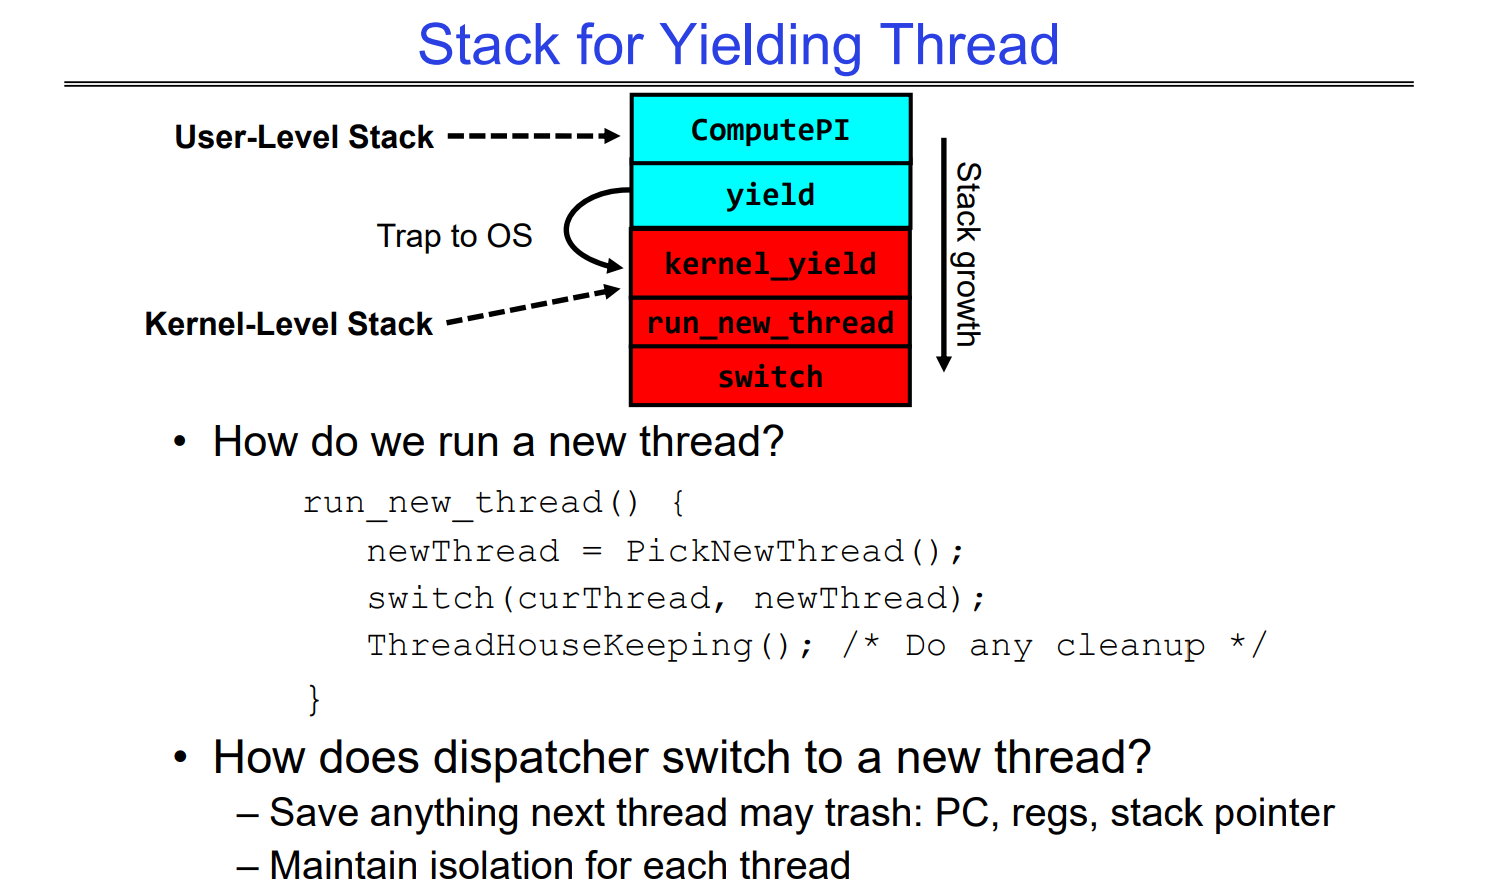 Stack for Yielding Thread
User-Level Stack
ComputePI
yield
Trap to OS
kernel_yield
Kernel-Level Stack
run_new_thread
switch
Stack growth
• How do we run a new thread?
run_new_thread() {
newThread = PickNewThread();
switch(curThread, newThread);
ThreadHouseKeeping(); /* Do any cleanup */
}
• How does dispatcher switch to a new thread?
– Save anything next thread may trash: PC, regs, stack pointer
– Maintain isolation for each thread